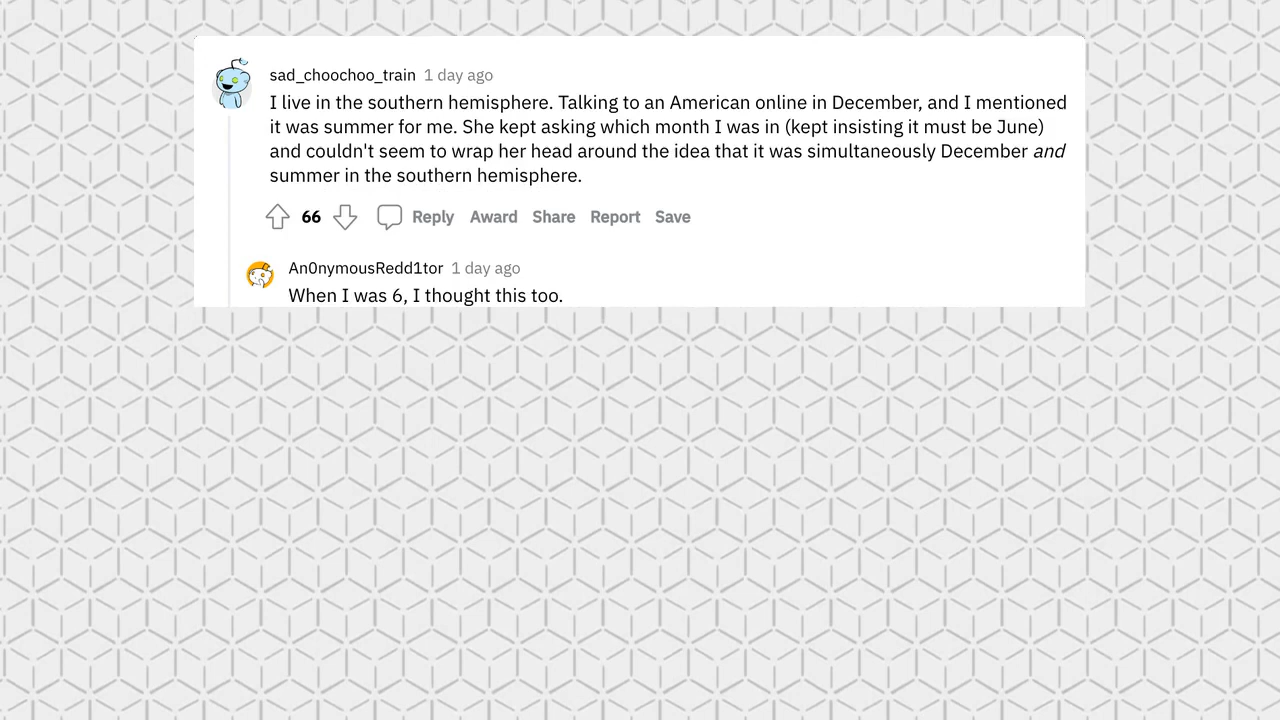 sad_choochoo_train 1 day ago
I live in the southern hemisphere. Talking to an American online in December, and I mentioned
it was summer for me. She kept asking which month I was in (kept insisting it must be June)
and couldn't seem to wrap her head around the idea that it was simultaneously December and
summer in the southern hemisphere.
66 Reply Award Share Report Save
An0nymousRedd1tor 1 day ago
When I was 6, I thought this too.